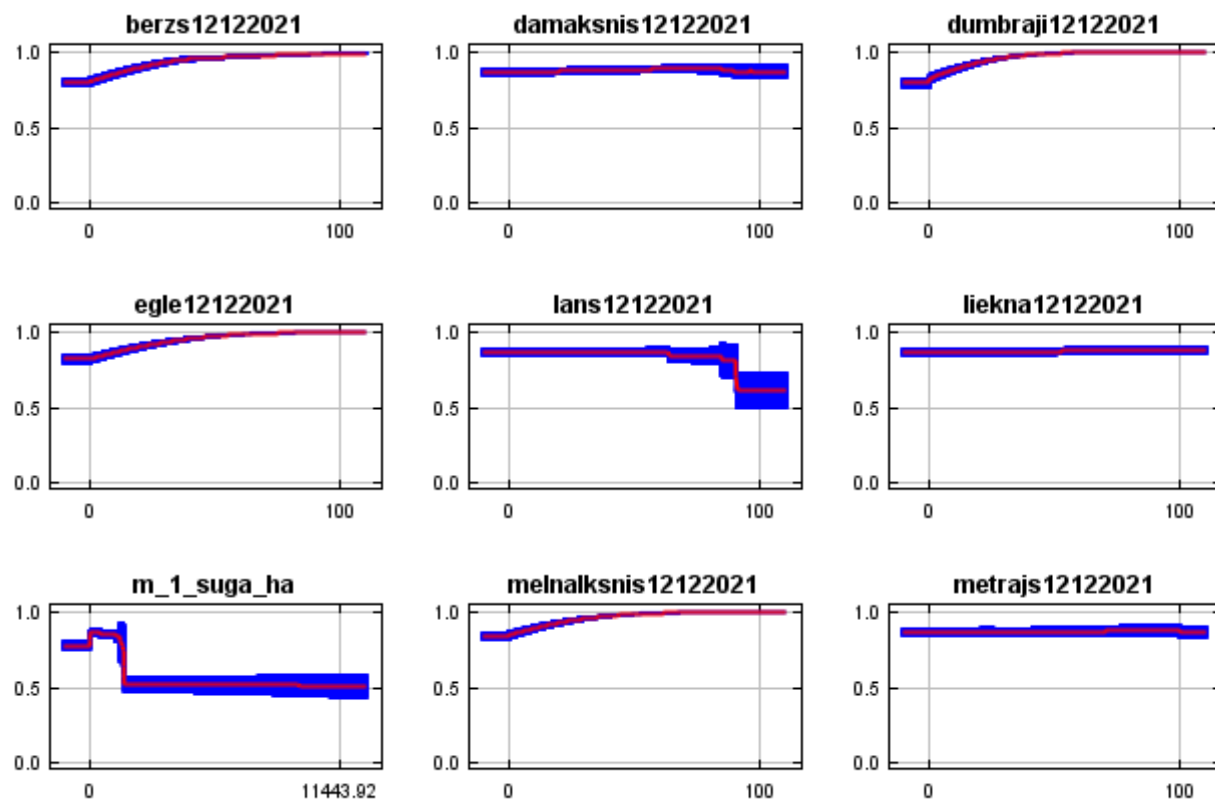 berzs12122021 damaksnis12122021 dumbraji12122021
1.0 1.0 1.0
0.5 0.5 0.5
0.0 0.0 0.0
0 100 0 100 0 100
egle12122021 lans12122021 liekna12122021
1.0 1.0 1.0
0.5 0.5 0.5
0.0 0.0 0.0
0 100 0 100 0 100
m_1_suga_ha melnalksnis12122021 metrajs12122021
1.0 1.0 1.0
0.5 0.5 0.5
0.0 0.0 0.0
0 11443.92 0 100 0 100